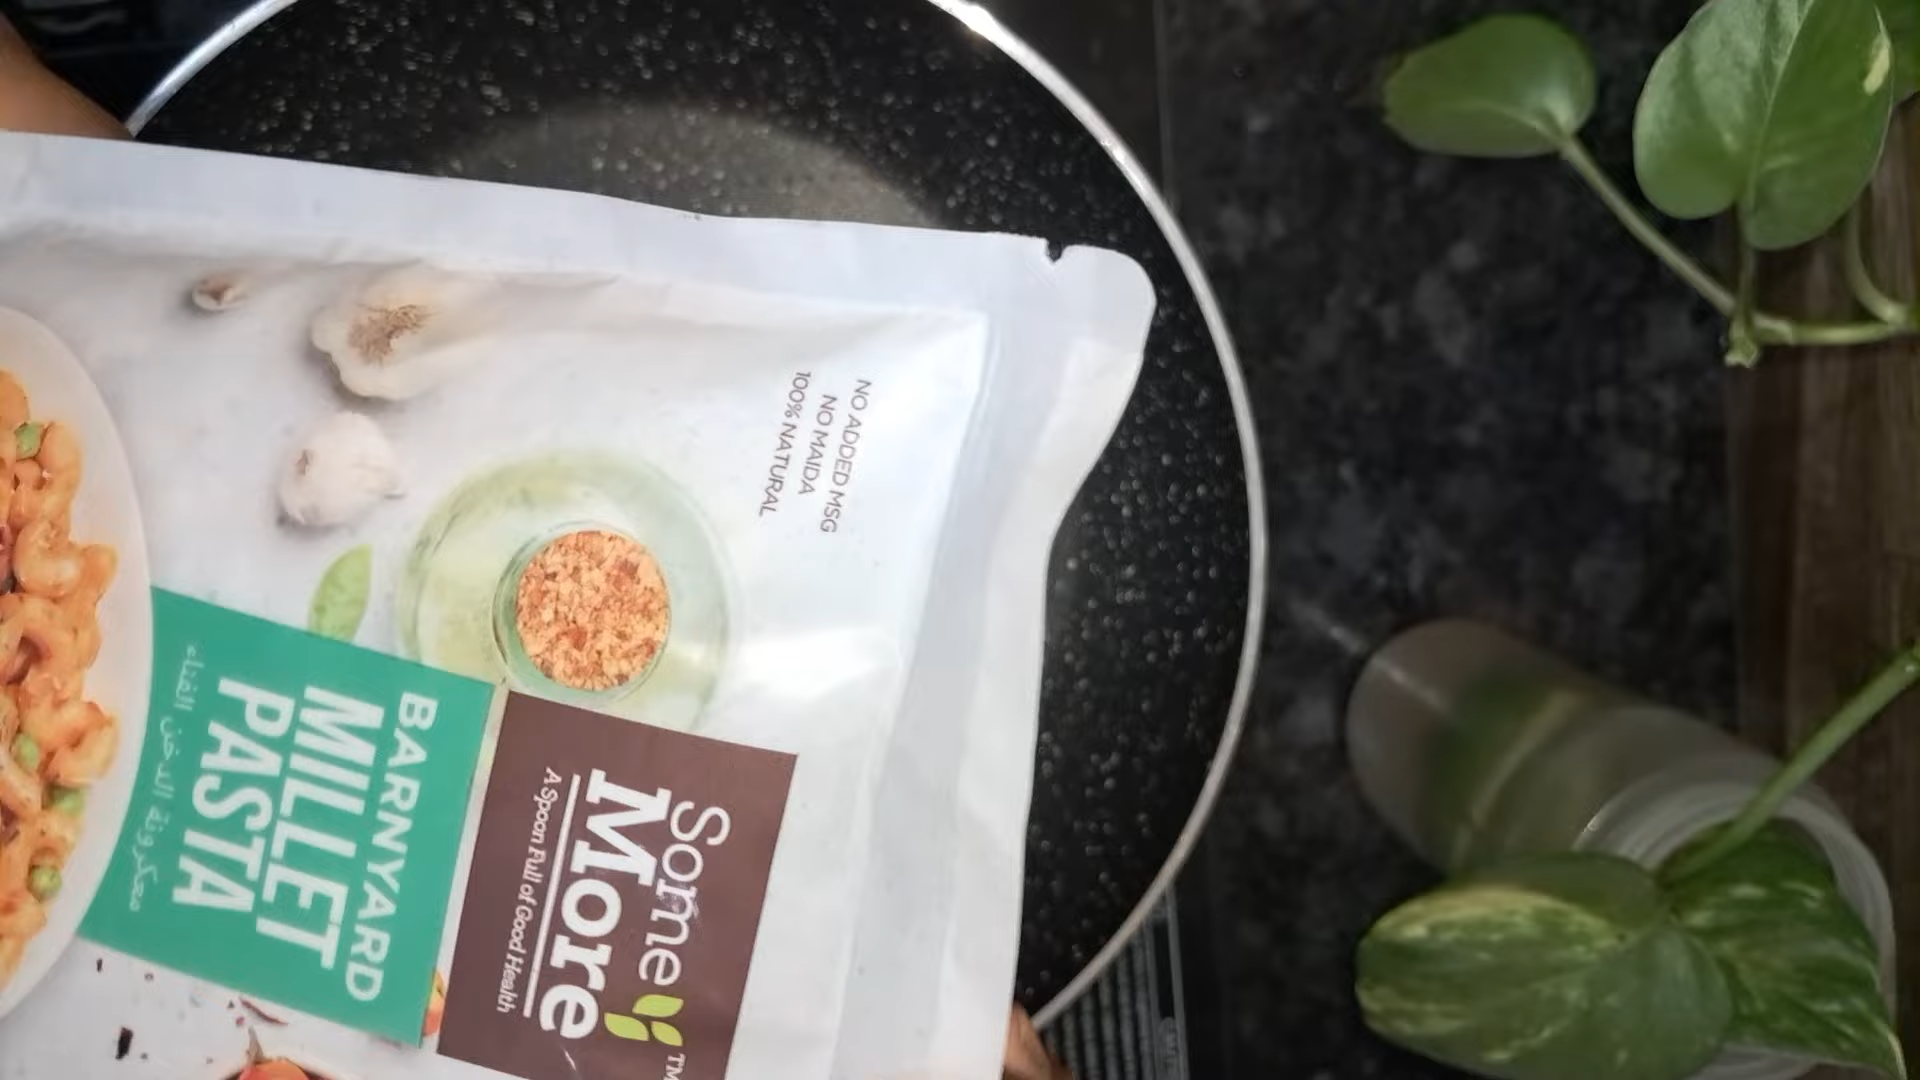 NO ADDED MSG
NO MAIDA
100% NATURAL
Some
More
TM
A Spoon Full of Good Health
BARNYARD
MILLET
PASTA
معكرونة الدخن الفناء